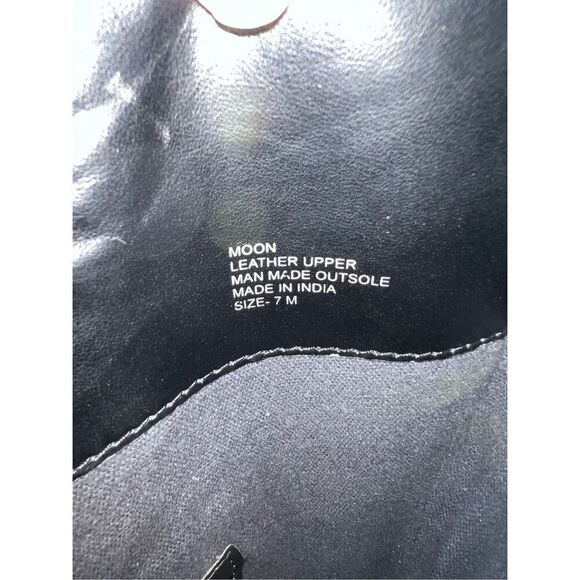 MOON
LEATHER UPPER
MAN MADE OUTSOLE
MADE IN INDIA
SIZE- 7 M